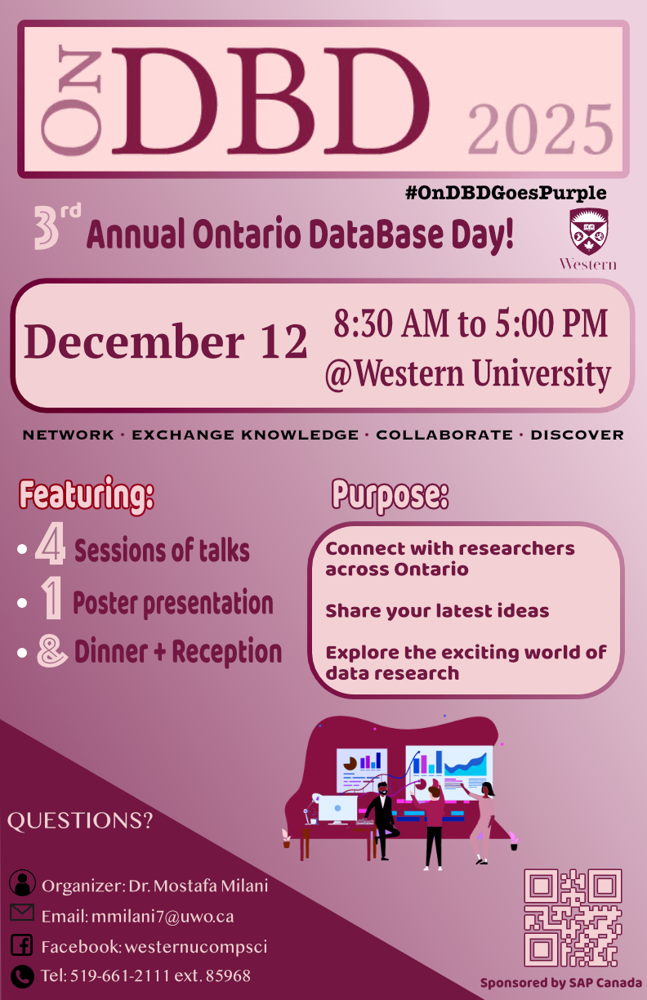 ON DBD 2025
#OnDBDGoesPurple
3rd Annual Ontario DataBase Day!
Western
December 12
8:30 AM to 5:00 PM
@Western University
NETWORK · EXCHANGE KNOWLEDGE · COLLABORATE · DISCOVER
Featuring:
• 4 Sessions of talks
• 1 Poster presentation
• & Dinner + Reception
Purpose:
Connect with researchers
across Ontario
Share your latest ideas
Explore the exciting world of
data research
QUESTIONS?
Organizer: Dr. Mostafa Milani
Email: mmilani7@uwo.ca
Facebook: westernucompsci
Tel: 519-661-2111 ext. 85968
Sponsored by SAP Canada